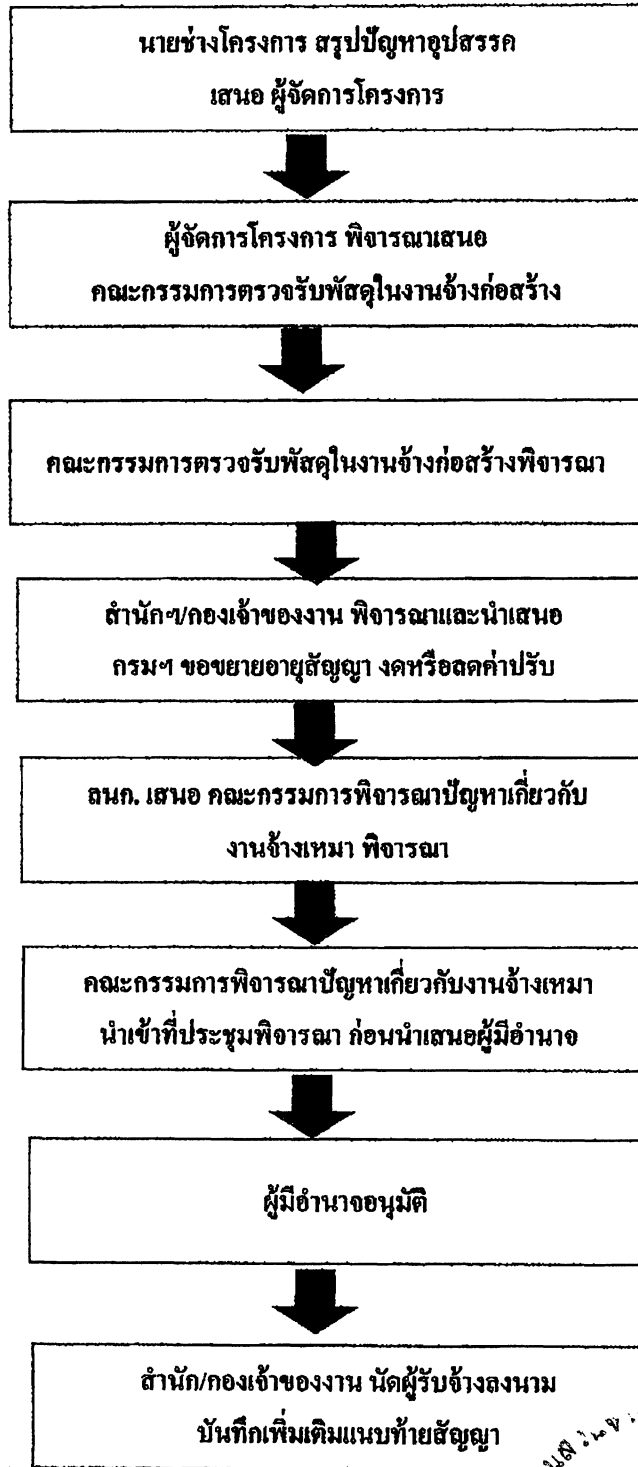 นายช่างโครงการ สรุปปัญหาอุปสรรค
เสนอ ผู้จัดการโครงการ
ผู้จัดการโครงการ พิจารณาเสนอ
คณะกรรมการตรวจรับพัสดุในงานจ้างก่อสร้าง
คณะกรรมการตรวจรับพัสดุในงานจ้างก่อสร้างพิจารณา
สำนักฯ/กองเจ้าของงาน พิจารณาและนำเสนอ
กรมฯ ขอขยายอายุสัญญา งดหรือลดค่าปรับ
ลนก. เสนอ คณะกรรมการพิจารณาปัญหาเกี่ยวกับ
งานจ้างเหมา พิจารณา
คณะกรรมการพิจารณาปัญหาเกี่ยวกับงานจ้างเหมา
นำเข้าที่ประชุมพิจารณา ก่อนนำเสนอผู้มีอำนาจ
ผู้มีอำนาจอนุมัติ
สำนัก/กองเจ้าของงาน นัดผู้รับจ้างลงนาม
บันทึกเพิ่มเติมแนบท้ายสัญญา